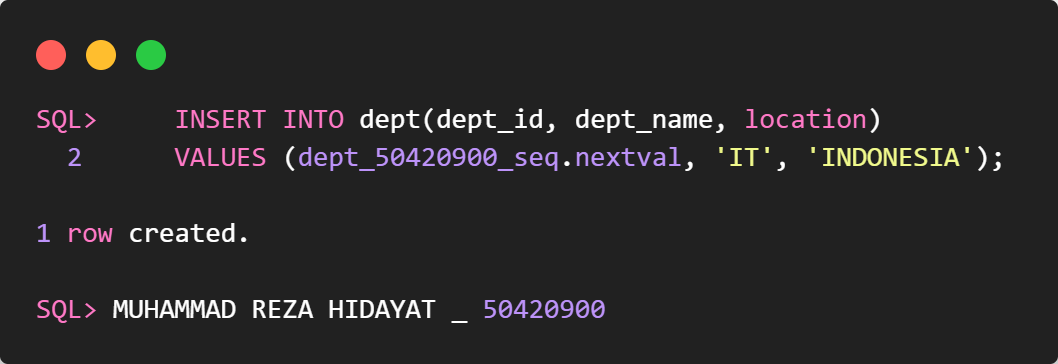 SQL>     INSERT INTO dept(dept_id, dept_name, location)
  2      VALUES (dept_50420900_seq.nextval, 'IT', 'INDONESIA');
1 row created.
SQL> MUHAMMAD REZA HIDAYAT _ 50420900